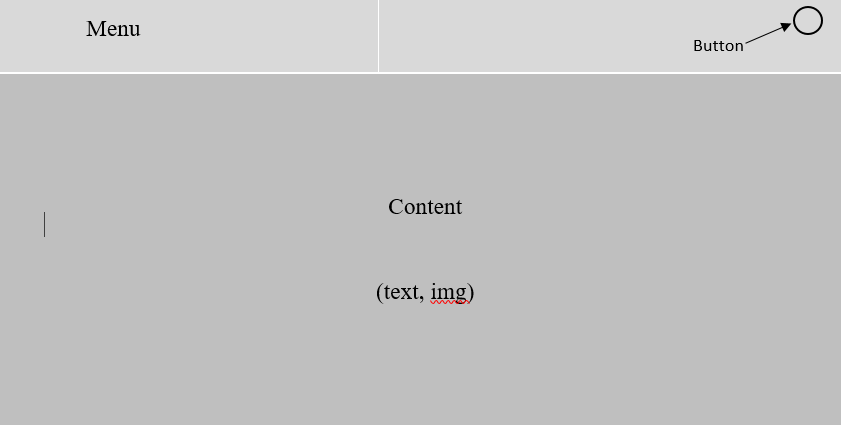 Menu
Button
Content
(text, img)